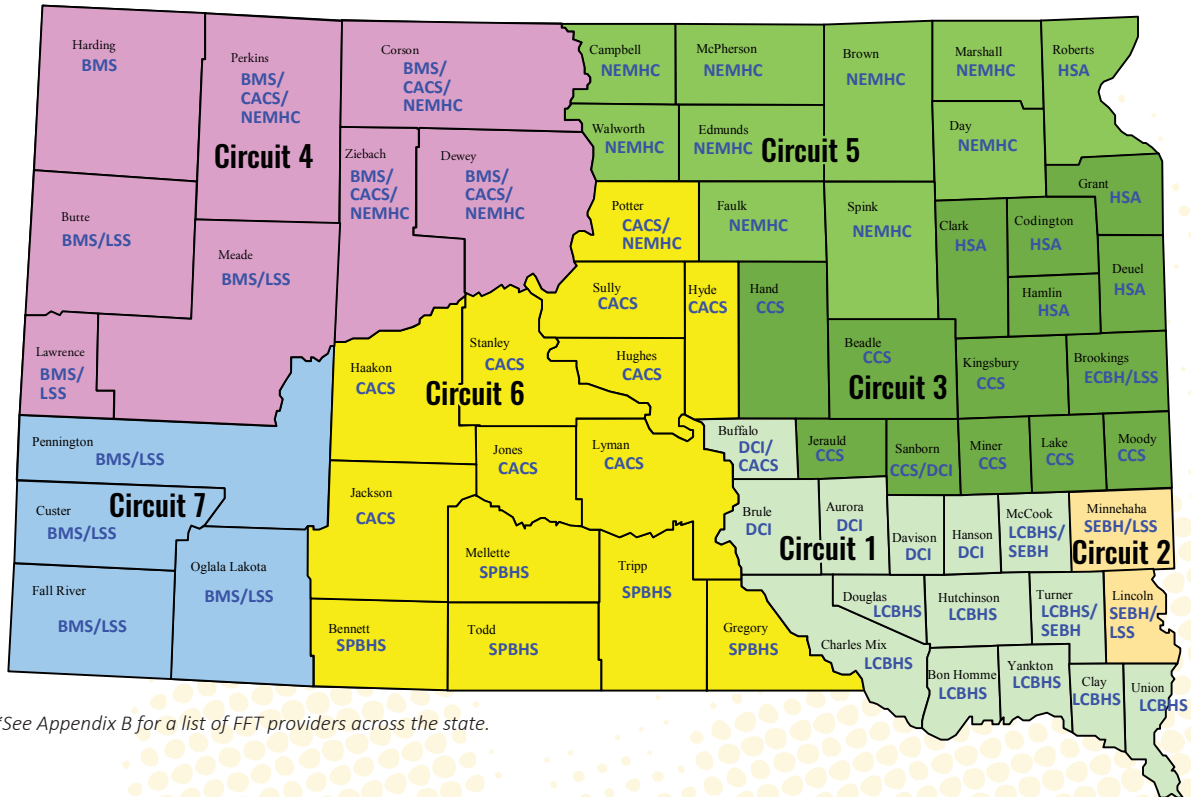 Harding
BMS
Perkins
BMS/
CACS/
NEMHC
Corson
BMS/
CACS/
NEMHC
Campbell
NEMHC
McPherson
NEMHC
Brown
NEMHC
Marshall
NEMHC
Roberts
HSA
Circuit 4
Ziebach
BMS/
CACS/
NEMHC
Dewey
BMS/
CACS/
NEMHC
Walworth
NEMHC
Edmunds
NEMHC
Circuit 5
Day
NEMHC
Grant
HSA
Butte
BMS/LSS
Meade
BMS/LSS
Potter
CACS/
NEMHC
Faulk
NEMHC
Spink
NEMHC
Clark
HSA
Codington
HSA
Deuel
HSA
Hamlin
HSA
Sully
CACS
Hyde
CACS
Hand
CCS
Lawrence
BMS/
LSS
Haakon
CACS
Stanley
CACS
Hughes
CACS
Circuit 6
Beadle
CCS
Circuit 3
Kingsbury
CCS
Brookings
ECBH/LSS
Pennington
BMS/LSS
Jones
CACS
Lyman
CACS
Buffalo
DCI/
CACS
Jerauld
CCS
Sanborn
CCS/DCI
Miner
CCS
Lake
CCS
Moody
CCS
Custer
BMS/LSS
Circuit 7
Jackson
CACS
Brule
DCI
Aurora
DCI
Circuit 1
Davison
DCI
Hanson
DCI
McCook
LCBHS/
SEBH
Minnehaha
SEBH/LSS
Circuit 2
Fall River
BMS/LSS
Oglala Lakota
BMS/LSS
Mellette
SPBHS
Tripp
SPBHS
Douglas
LCBHS
Hutchinson
LCBHS
Turner
LCBHS/
SEBH
Lincoln
SEBH/
LSS
Bennett
SPBHS
Todd
SPBHS
Gregory
SPBHS
Charles Mix
LCBHS
Bon Homme
LCBHS
Yankton
LCBHS
Clay
LCBHS
Union
LCBHS
*See Appendix B for a list of FFT providers across the state.